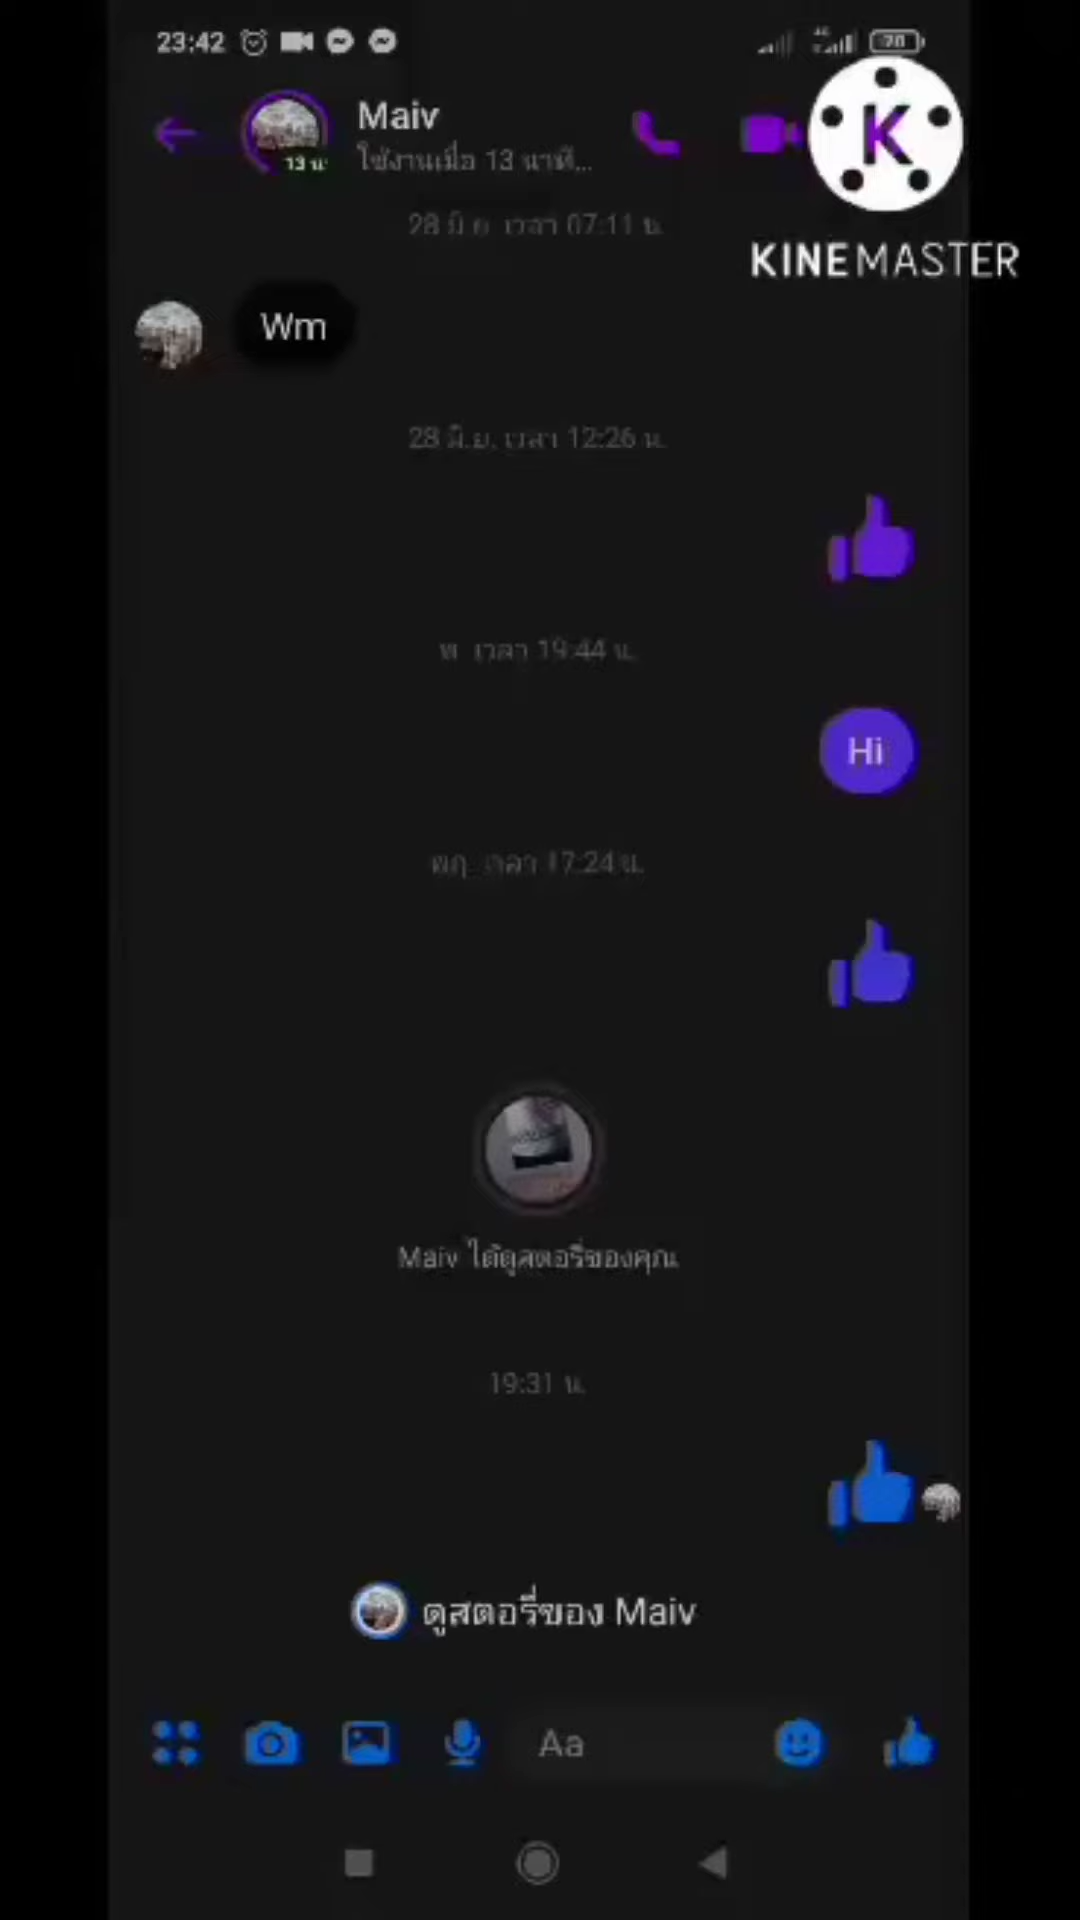 23:42
Maiv
13 น
ใช้งานเมื่อ 13 นาที...
KINEMASTER
28 มิ.ย. เวลา 07:11 น.
Wm
28 มิ.ย. เวลา 12:26 น.
พ. เวลา 19:44 น.
Hi
พฤ. เวลา 17:24 น.
Maiv ได้ดูสตอรี่ของคุณ
19:31 น.
ดูสตอรี่ของ Maiv
Aa